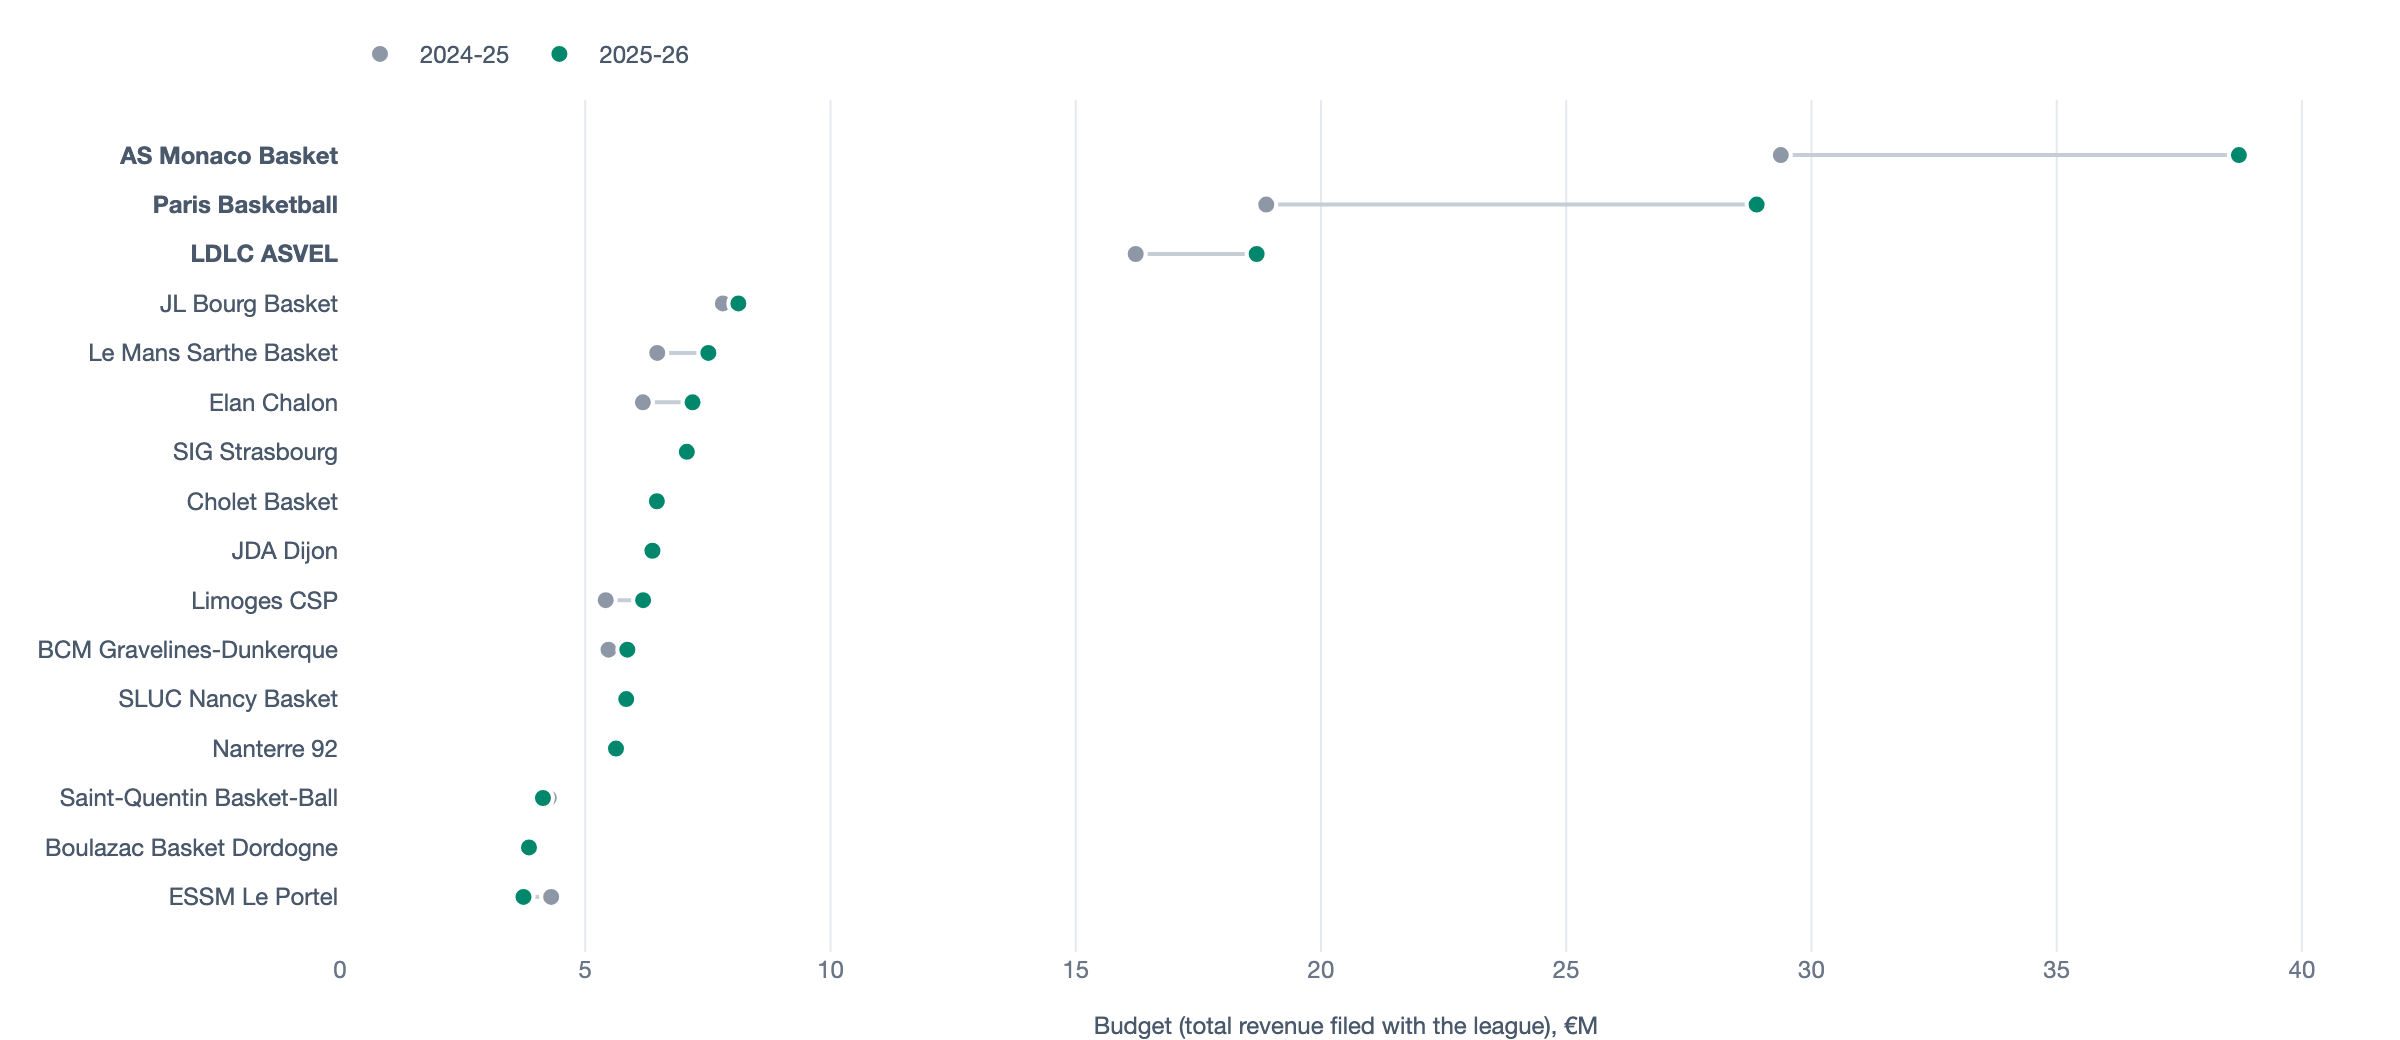 2024-25 2025-26
AS Monaco Basket
Paris Basketball
LDLC ASVEL
JL Bourg Basket
Le Mans Sarthe Basket
Elan Chalon
SIG Strasbourg
Cholet Basket
JDA Dijon
Limoges CSP
BCM Gravelines-Dunkerque
SLUC Nancy Basket
Nanterre 92
Saint-Quentin Basket-Ball
Boulazac Basket Dordogne
ESSM Le Portel
0 5 10 15 20 25 30 35 40
Budget (total revenue filed with the league), €M